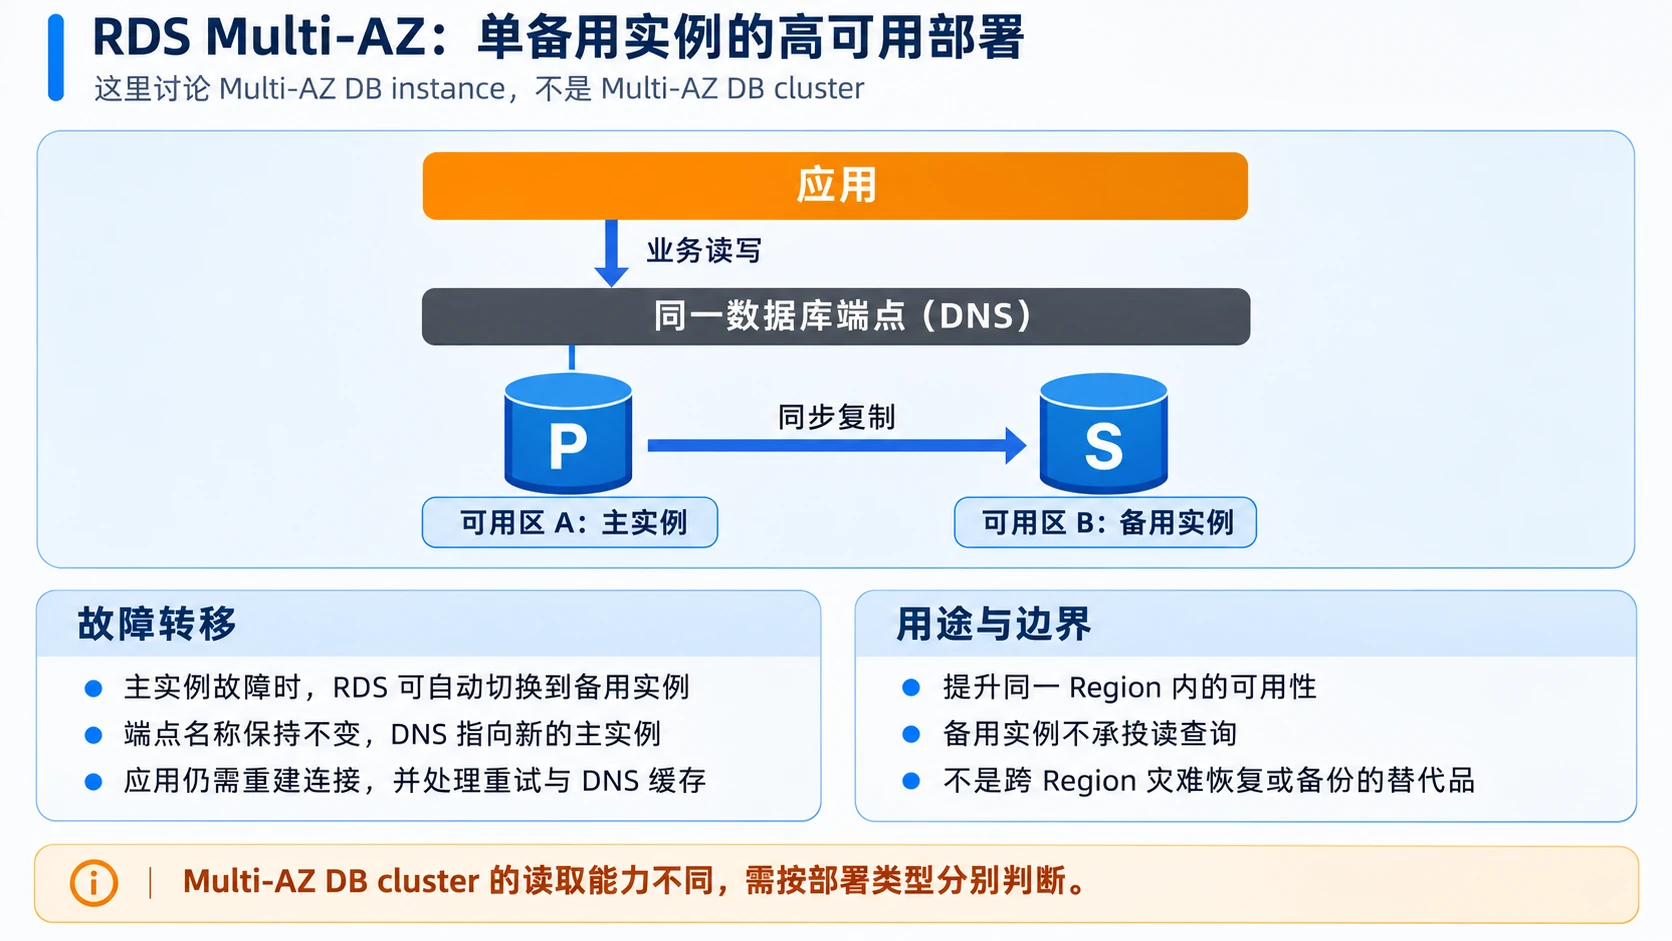 RDS Multi-AZ：单备用实例的高可用部署
这里讨论 Multi-AZ DB instance，不是 Multi-AZ DB cluster
应用
业务读写
同一数据库端点（DNS）
同步复制
P
S
可用区 A：主实例
可用区 B：备用实例
故障转移
主实例故障时，RDS 可自动切换到备用实例
端点名称保持不变，DNS 指向新的主实例
应用仍需重建连接，并处理重试与 DNS 缓存
用途与边界
提升同一 Region 内的可用性
备用实例不承投读查询
不是跨 Region 灾难恢复或备份的替代品
Multi-AZ DB cluster 的读取能力不同，需按部署类型分别判断。